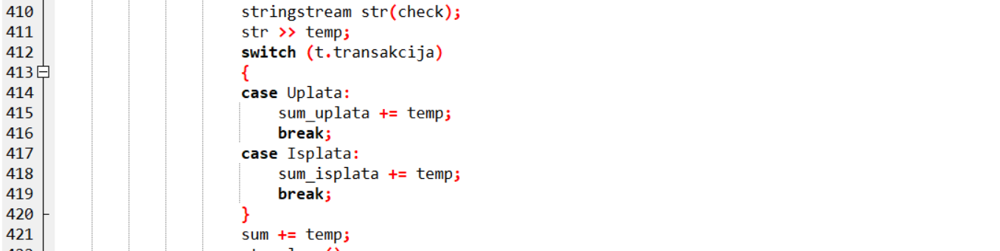 410 stringstream str(check);
411 str >> temp;
412 switch (t.transakcija)
413 {
414 case Uplata:
415 sum_uplata += temp;
416 break;
417 case Isplata:
418 sum_isplata += temp;
419 break;
420 }
421 sum += temp;